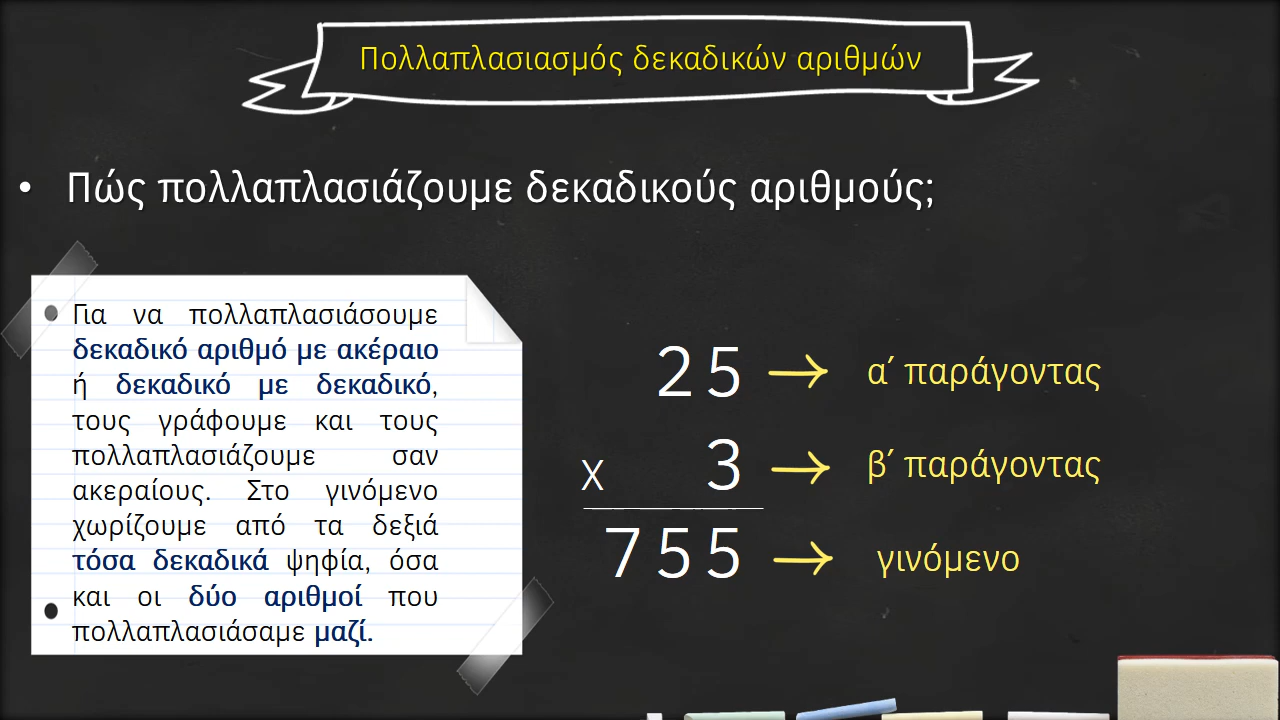 Πολλαπλασιασμός δεκαδικών αριθμών
• Πώς πολλαπλασιάζουμε δεκαδικούς αριθμούς;
Για να πολλαπλασιάσουμε
δεκαδικό αριθμό με ακέραιο
ή δεκαδικό με δεκαδικό,
τους γράφουμε και τους
πολλαπλασιάζουμε σαν
ακεραίους. Στο γινόμενο
χωρίζουμε από τα δεξιά
τόσα δεκαδικά ψηφία, όσα
και οι δύο αριθμοί που
πολλαπλασιάσαμε μαζί.
25 → α΄ παράγοντας
x 3 → β΄ παράγοντας
755 → γινόμενο